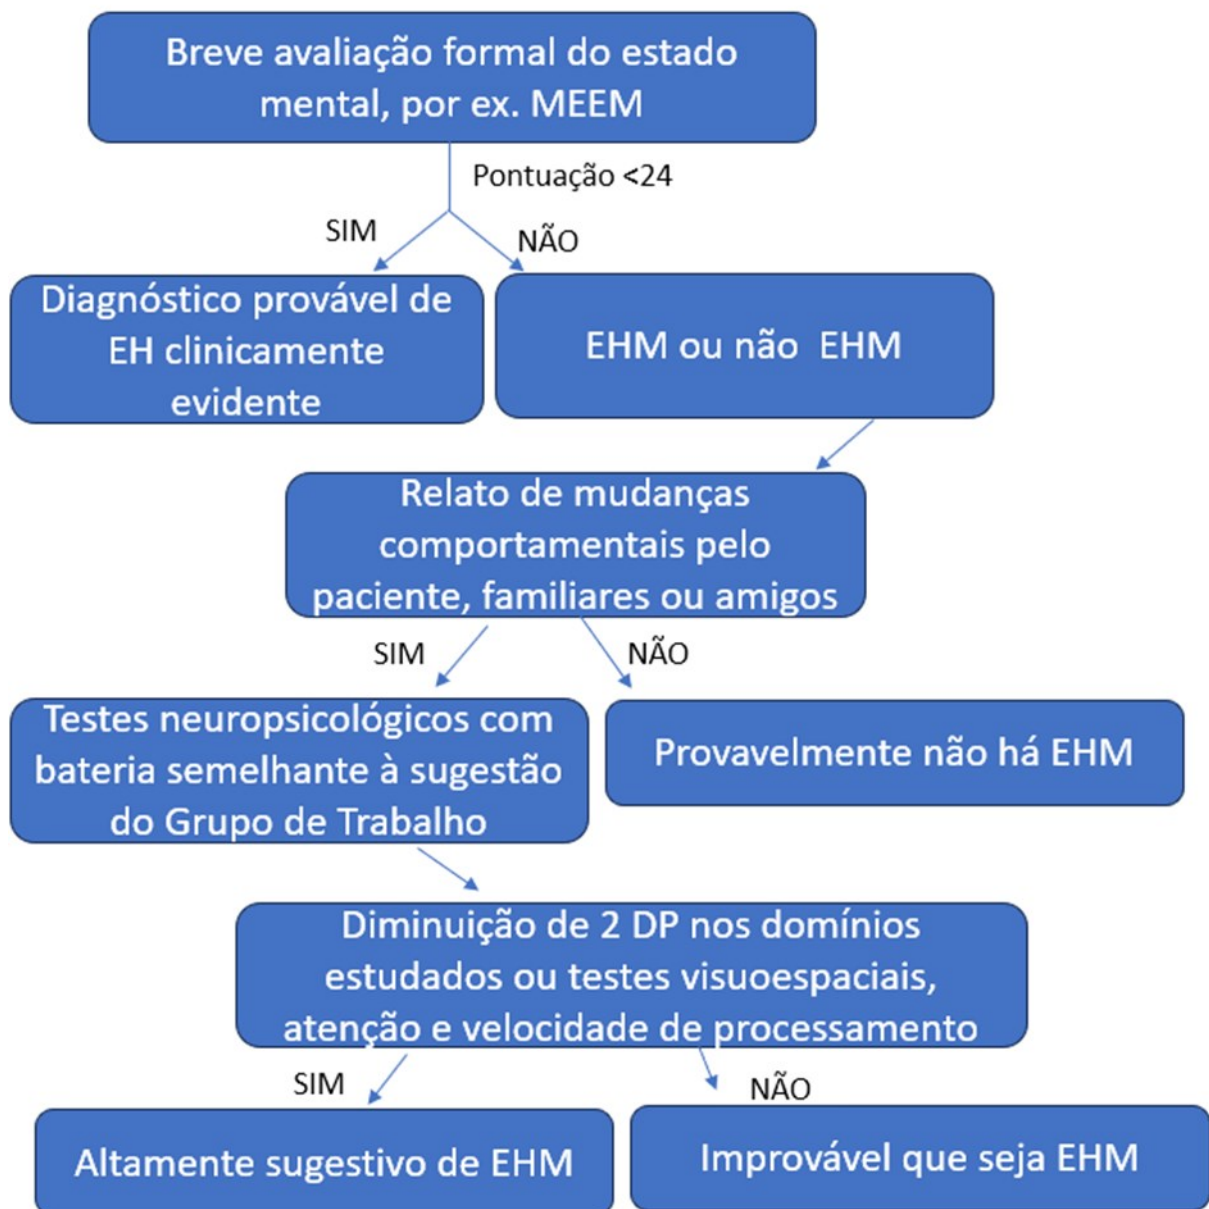 Breve avaliação formal do estado
mental, por ex. MEEM
Pontuação <24
SIM
NÃO
Diagnóstico provável de
EH clinicamente
evidente
EHM ou não EHM
Relato de mudanças
comportamentais pelo
paciente, familiares ou amigos
SIM
NÃO
Testes neuropsicológicos com
bateria semelhante à sugestão
do Grupo de Trabalho
Provavelmente não há EHM
Diminuição de 2 DP nos domínios
estudados ou testes visuoespaciais,
atenção e velocidade de processamento
SIM
NÃO
Altamente sugestivo de EHM
Improvável que seja EHM